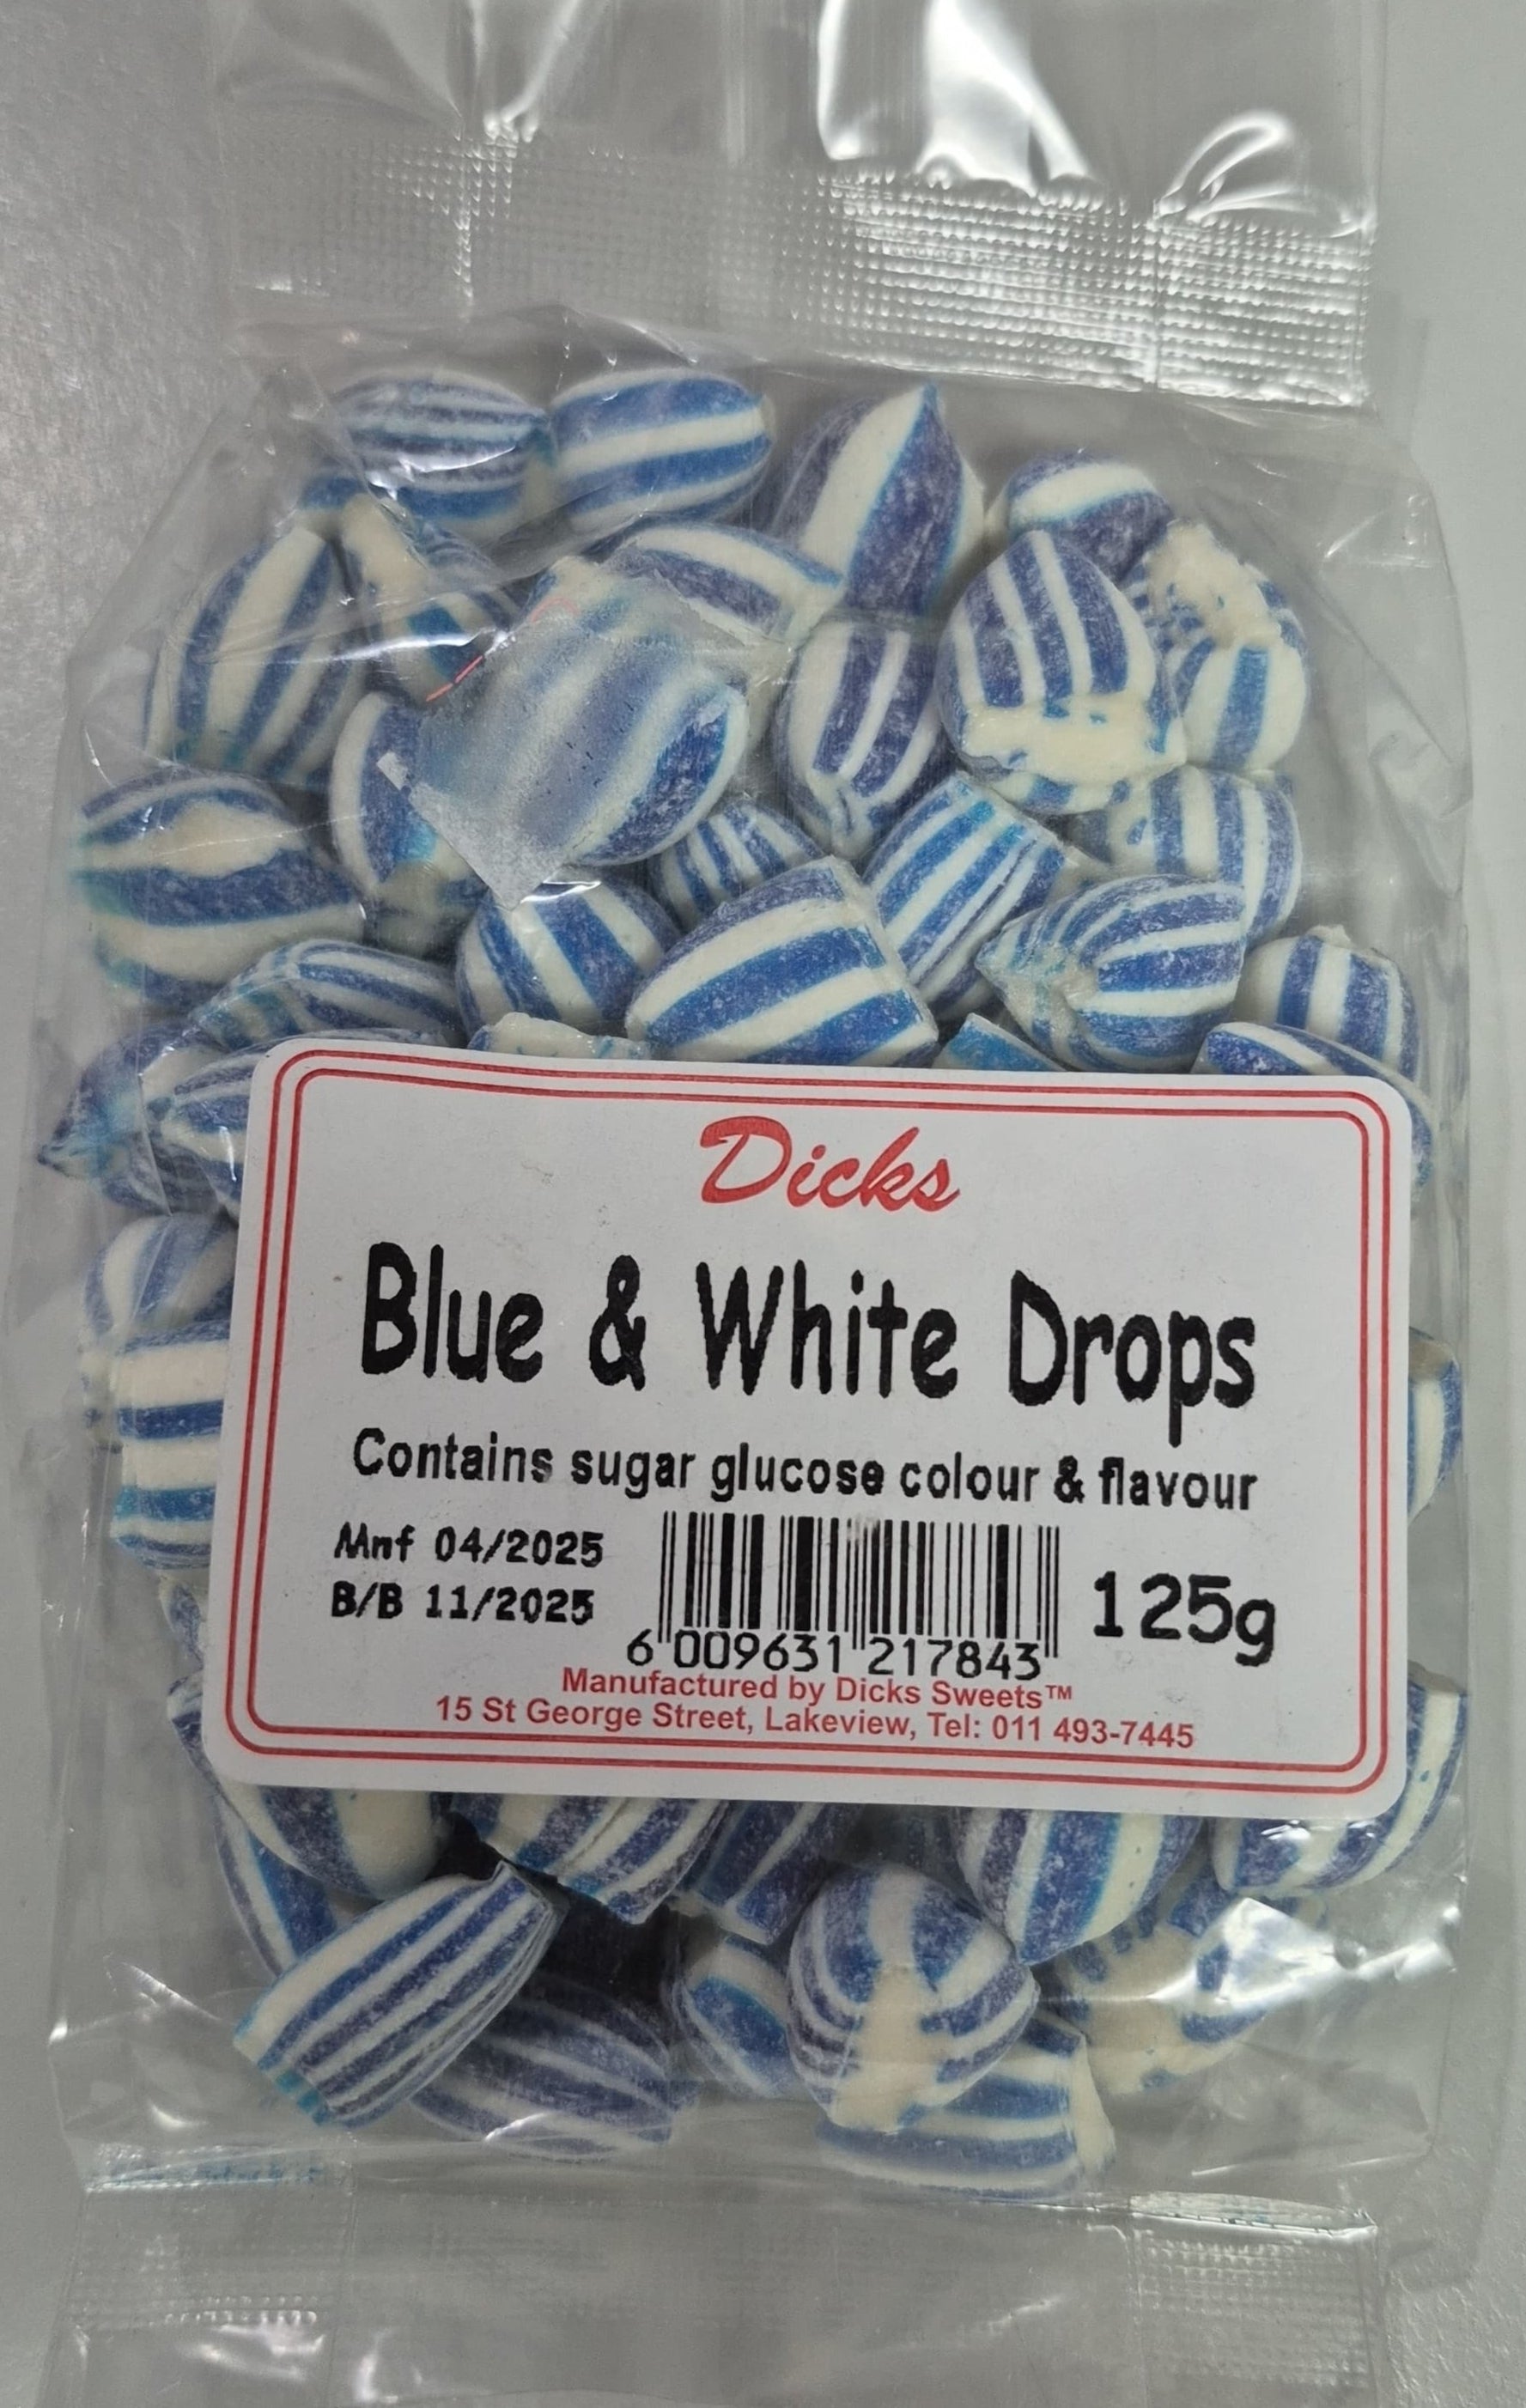 Dicks
Blue & White Drops
Contains sugar glucose colour & flavour
Mnf 04/2025
B/B 11/2025
6 009631 217843
125g
Manufactured by Dicks Sweets™
15 St George Street, Lakeview, Tel: 011 493-7445